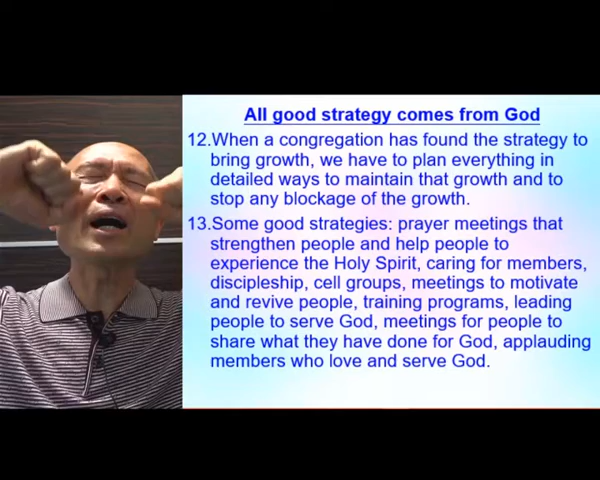 All good strategy comes from God
12.When a congregation has found the strategy to
bring growth, we have to plan everything in
detailed ways to maintain that growth and to
stop any blockage of the growth.
13.Some good strategies: prayer meetings that
strengthen people and help people to
experience the Holy Spirit, caring for members,
discipleship, cell groups, meetings to motivate
and revive people, training programs, leading
people to serve God, meetings for people to
share what they have done for God, applauding
members who love and serve God.